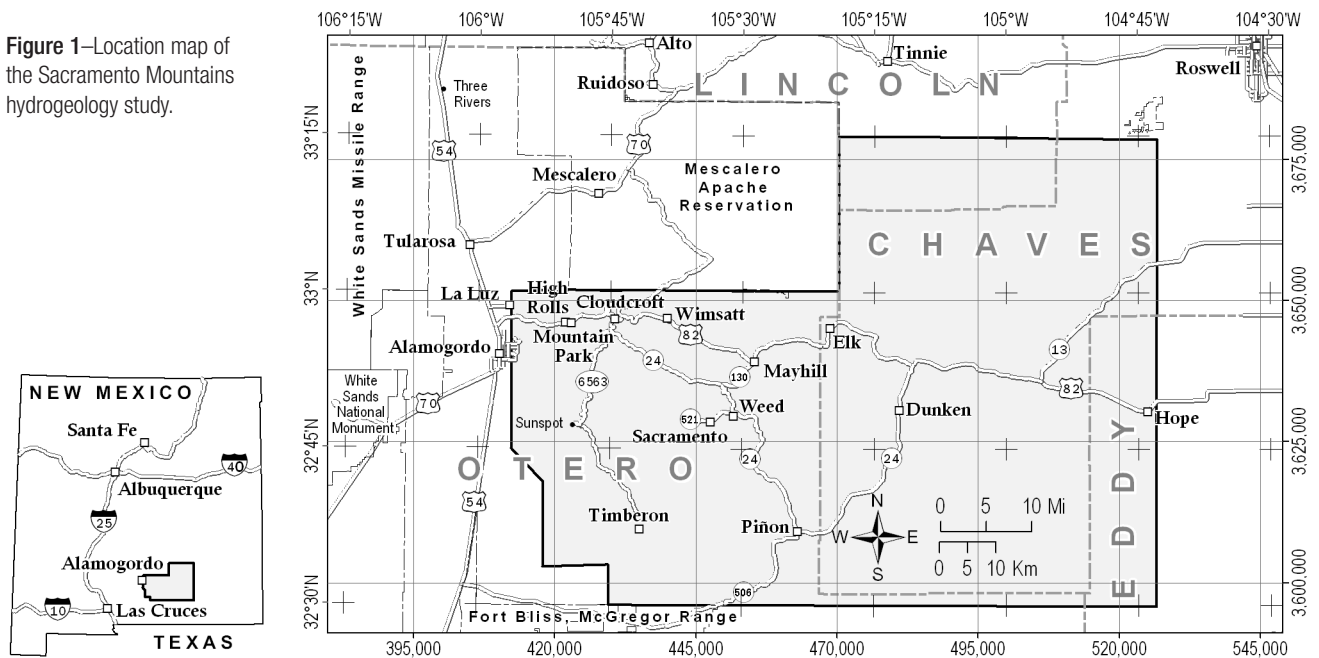 Figure 1–Location map of
the Sacramento Mountains
hydrogeology study.
106°15'W
106°W
105°45'W
105°30'W
105°15'W
105°W
104°45'W
104°30'W
Alto
Tinnie
Roswell
Ruidoso
LINCOLN
White Sands Missile Range
Three
Rivers
33°15'N
54
70
3,675,000
Mescalero
Mescalero
Apache
Reservation
Tularosa
CHAVES
33°N
La Luz
High
Rolls
Cloudcroft
Wimsatt
3,650,000
Mountain
Park
82
Elk
13
Alamogordo
24
130
Mayhill
6563
82
White
Sands
National
Monument
70
Weed
521
Sacramento
Dunken
Hope
Sunspot
32°45'N
OTERO
24
24
3,625,000
EDDY
54
Timberon
Piñon
N
W
E
S
0 5 10 Mi
0 5 10 Km
506
3,600,000
32°30'N
Fort Bliss, McGregor Range
395,000
420,000
445,000
470,000
495,000
520,000
545,000
NEW MEXICO
Santa Fe
40
Albuquerque
25
Alamogordo
10
Las Cruces
TEXAS